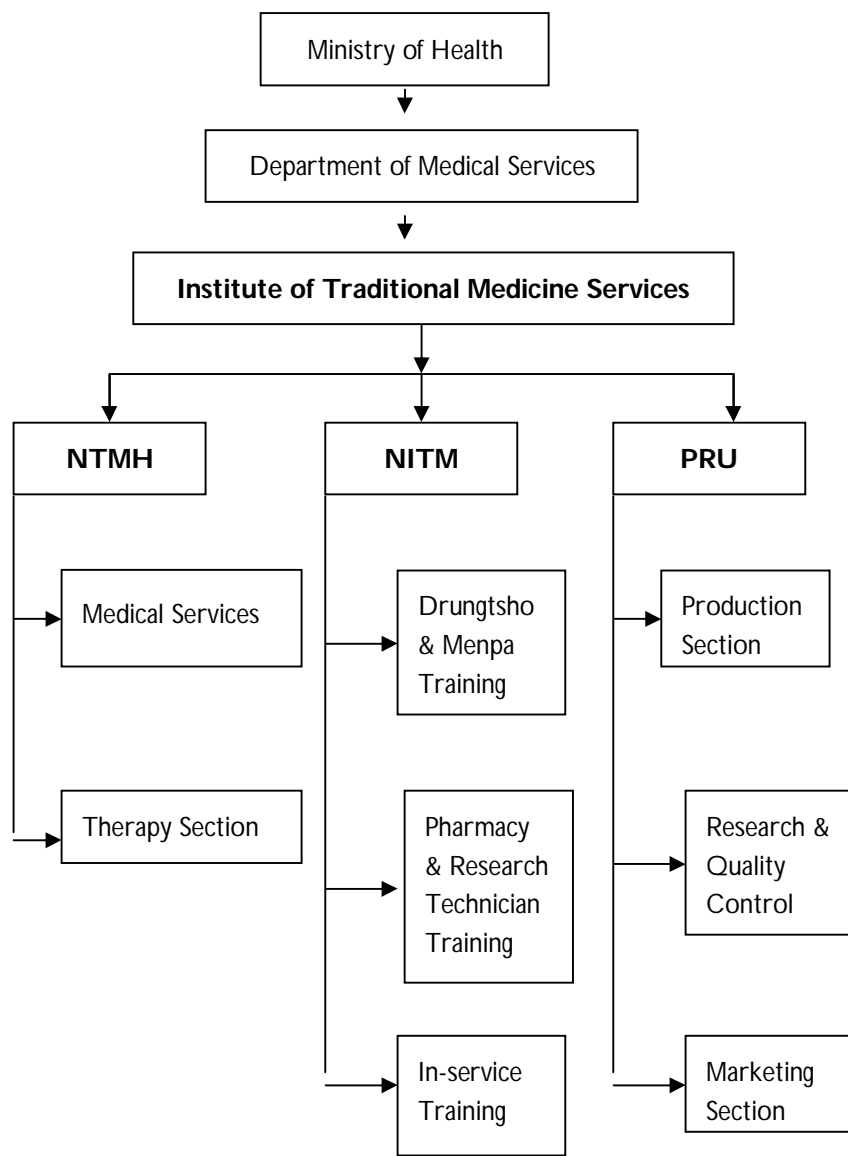 Ministry of Health
Department of Medical Services
Institute of Traditional Medicine Services
NTMH
NITM
PRU
Medical Services
Therapy Section
Drungtsho
& Menpa
Training
Pharmacy
& Research
Technician
Training
In-service
Training
Production
Section
Research &
Quality
Control
Marketing
Section